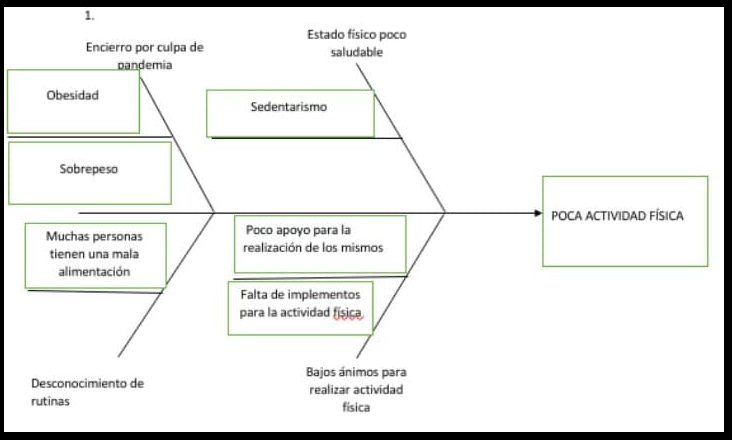 1.
Encierro por culpa de
pandemia
Estado físico poco
saludable
Obesidad
Sedentarismo
Sobrepeso
POCA ACTIVIDAD FÍSICA
Muchas personas
tienen una mala
alimentación
Poco apoyo para la
realización de los mismos
Falta de implementos
para la actividad física
Desconocimiento de
rutinas
Bajos ánimos para
realizar actividad
física